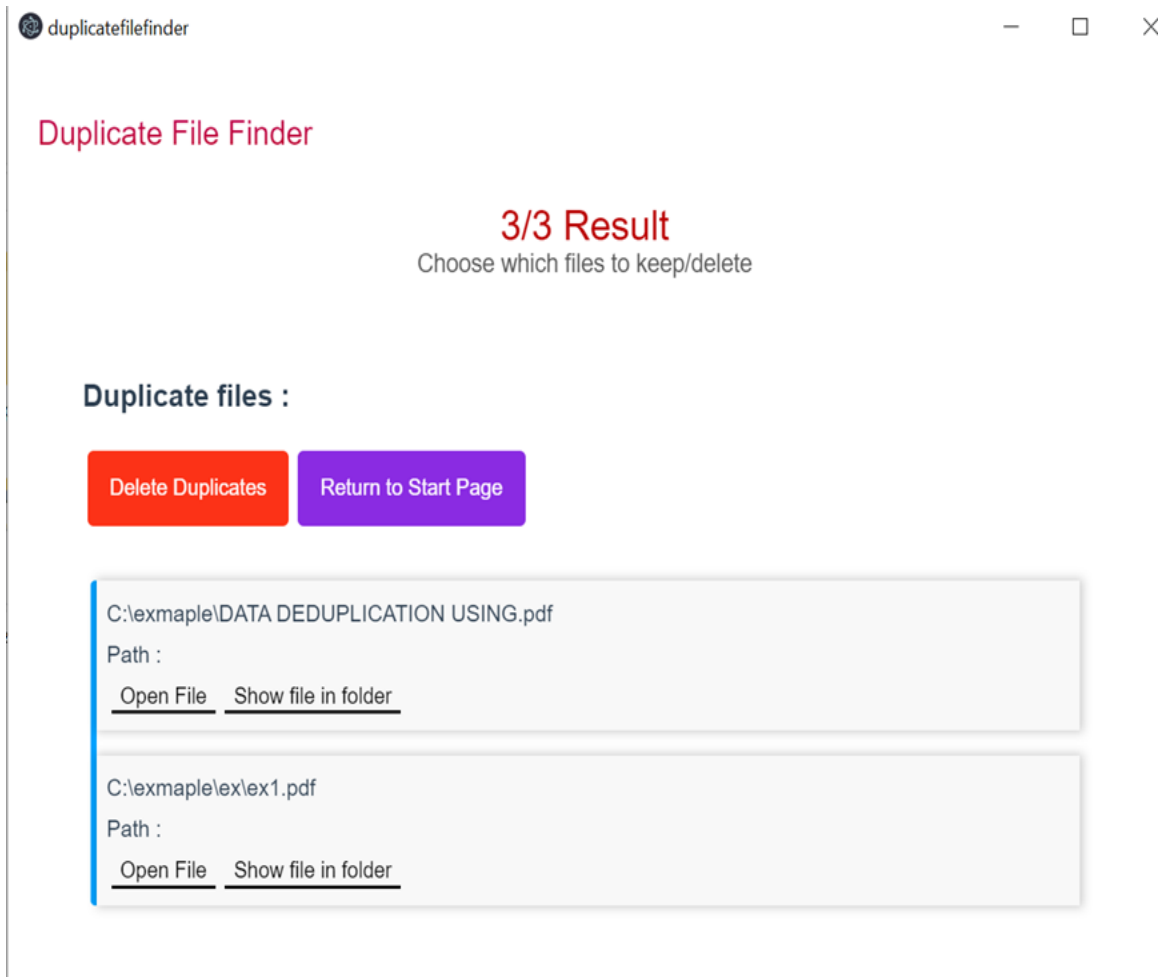 duplicatefilefinder
Duplicate File Finder
3/3 Result
Choose which files to keep/delete
Duplicate files :
Delete Duplicates Return to Start Page
C:\exmaple\DATA DEDUPLICATION USING.pdf
Path :
Open File Show file in folder
C:\exmaple\ex\ex1.pdf
Path :
Open File Show file in folder